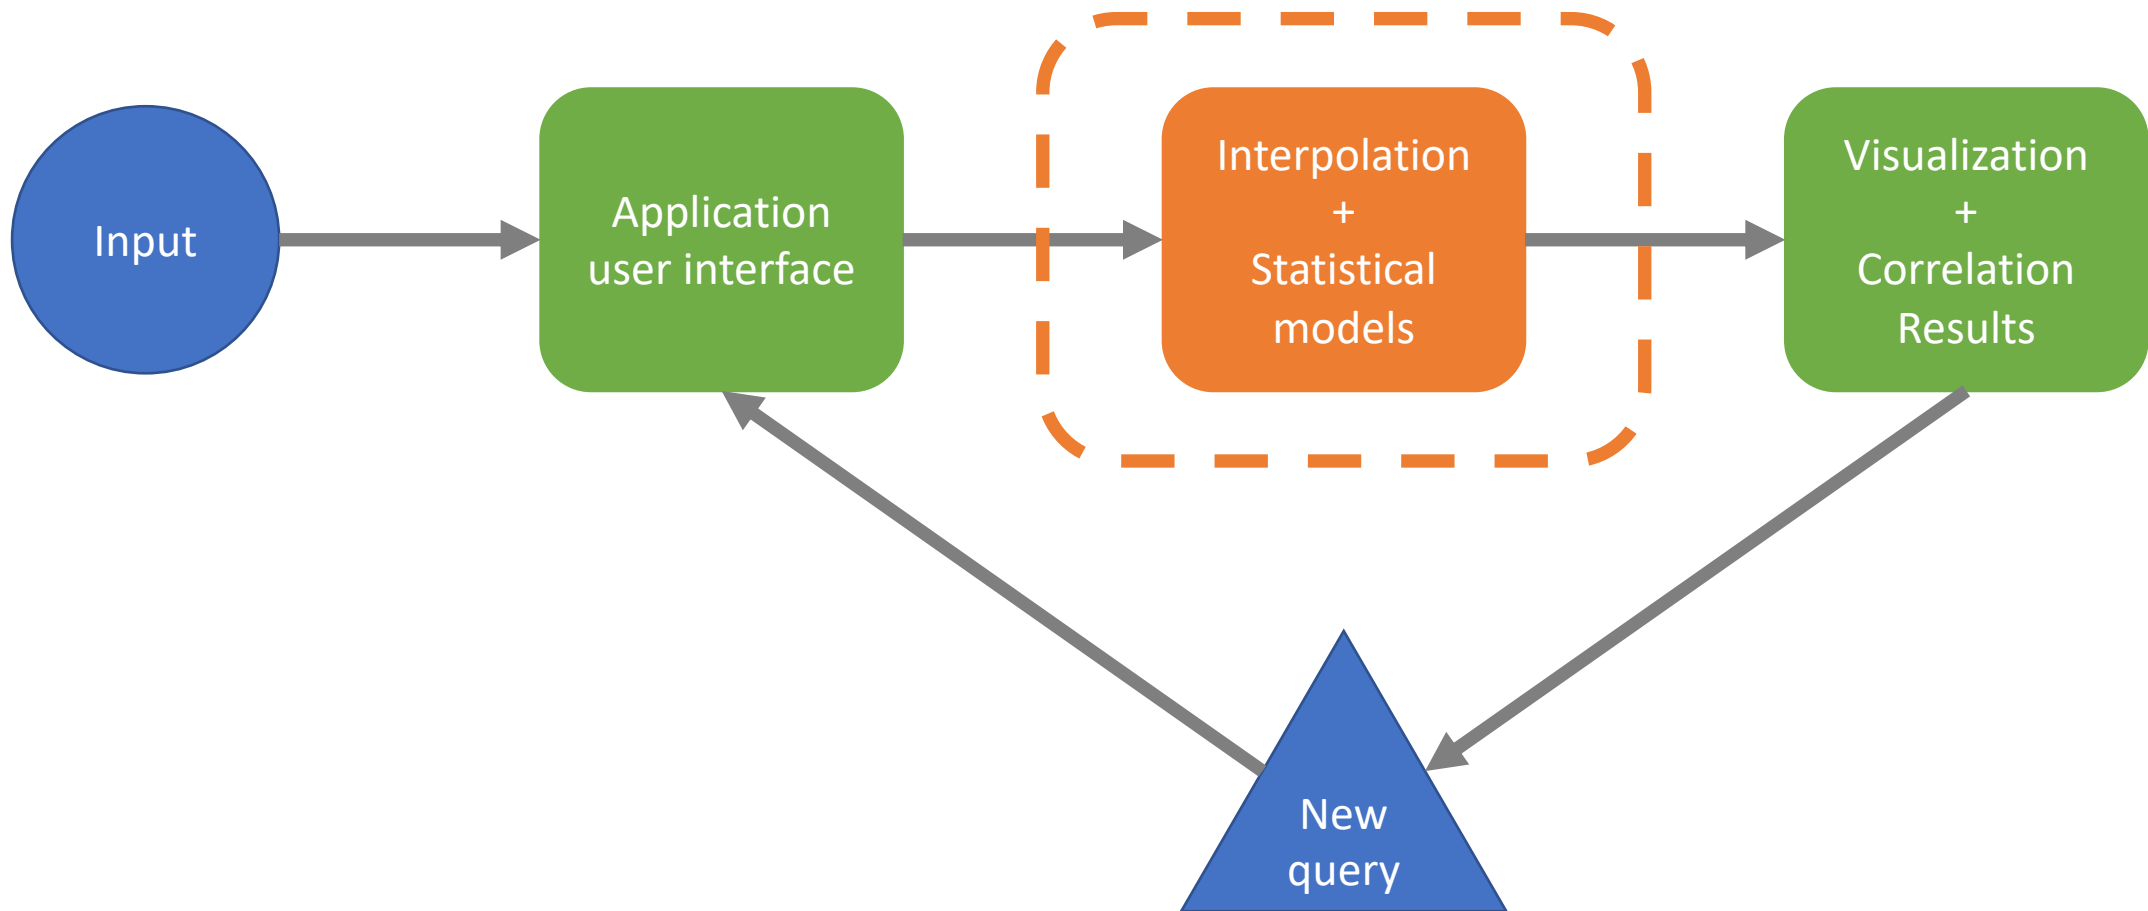 Input
Application
user interface
Interpolation
+
Statistical
models
Visualization
+
Correlation
Results
New
query